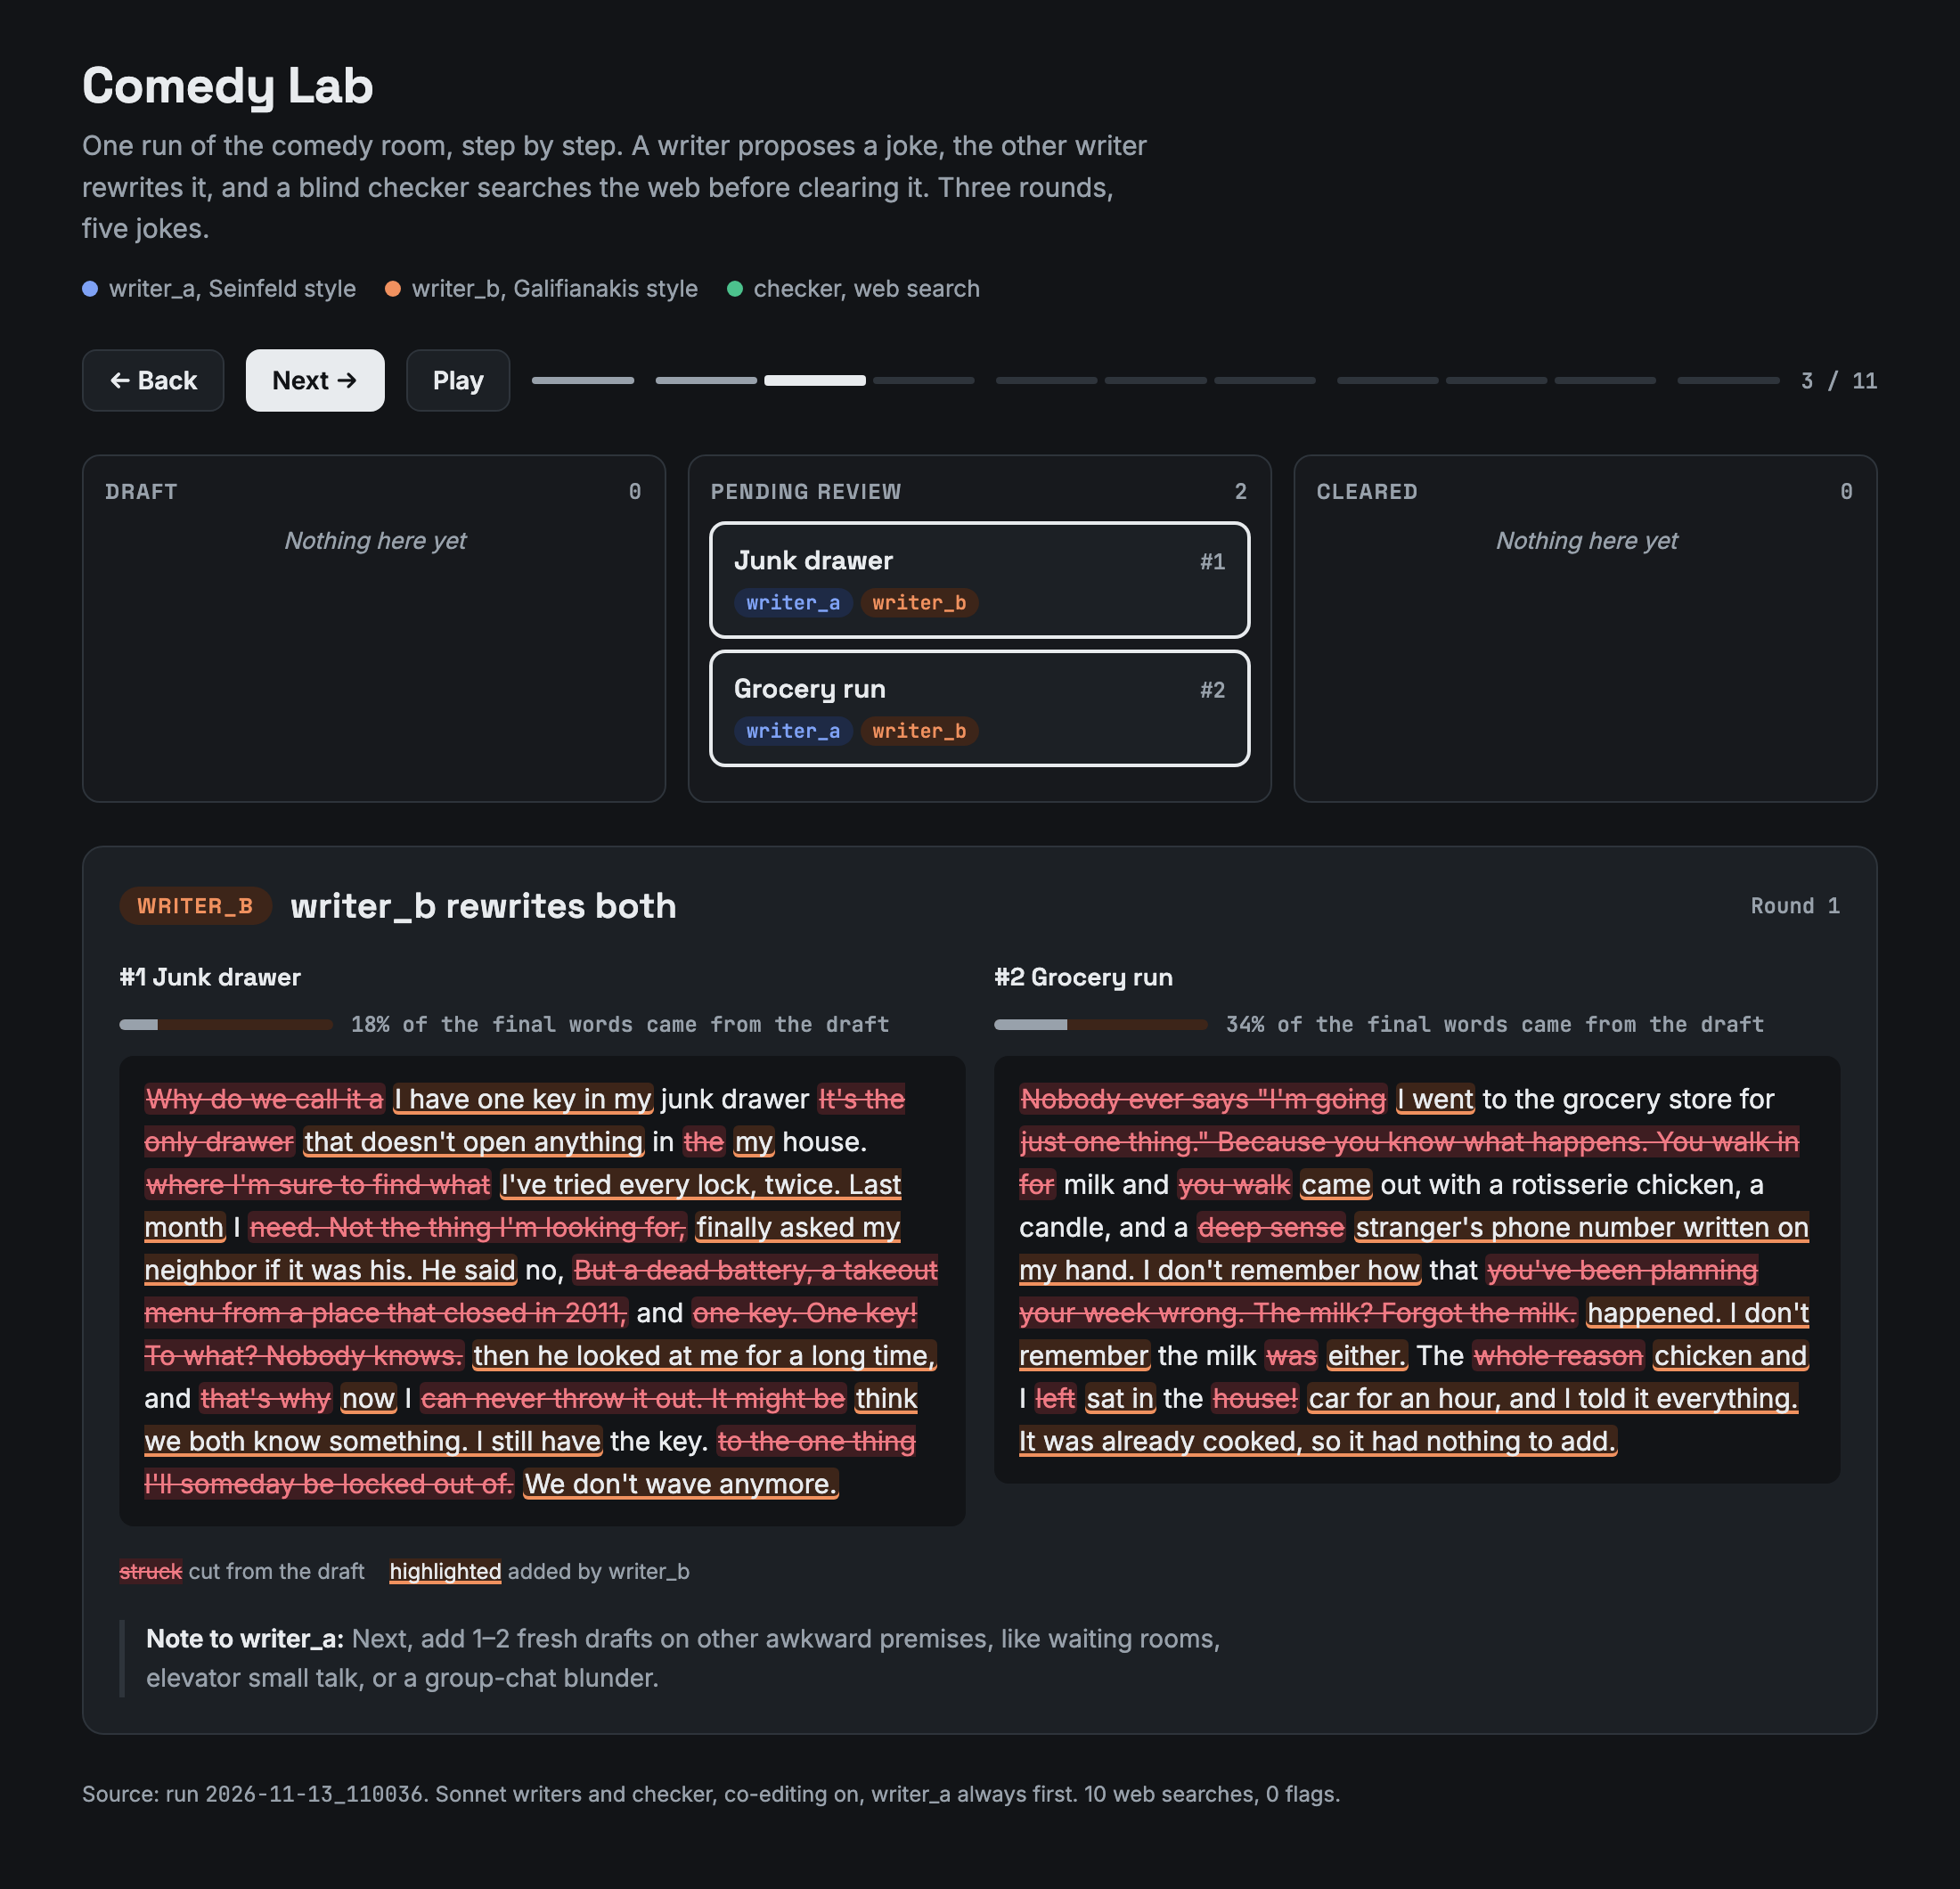 Comedy Lab
One run of the comedy room, step by step. A writer proposes a joke, the other writer
rewrites it, and a blind checker searches the web before clearing it. Three rounds,
five jokes.
writer_a, Seinfeld style writer_b, Galifianakis style checker, web search
← Back Next → Play 3 / 11
DRAFT 0
Nothing here yet
PENDING REVIEW 2
Junk drawer #1
writer_a writer_b
Grocery run #2
writer_a writer_b
CLEARED 0
Nothing here yet
WRITER_B writer_b rewrites both Round 1
#1 Junk drawer
18% of the final words came from the draft
Why do we call it a I have one key in my junk drawer It's the
only drawer that doesn't open anything in the my house.
where I'm sure to find what I've tried every lock, twice. Last
month I need. Not the thing I'm looking for, finally asked my
neighbor if it was his. He said no, But a dead battery, a takeout
menu from a place that closed in 2011, and one key. One key!
To what? Nobody knows. then he looked at me for a long time,
and that's why now I can never throw it out. It might be think
we both know something. I still have the key. to the one thing
I'll someday be locked out of. We don't wave anymore.
#2 Grocery run
34% of the final words came from the draft
Nobody ever says "I'm going I went to the grocery store for
just one thing." Because you know what happens. You walk in
for milk and you walk came out with a rotisserie chicken, a
candle, and a deep sense stranger's phone number written on
my hand. I don't remember how that you've been planning
your week wrong. The milk? Forgot the milk. happened. I don't
remember the milk was either. The whole reason chicken and
I left sat in the house! car for an hour, and I told it everything.
It was already cooked, so it had nothing to add.
struck cut from the draft highlighted added by writer_b
Note to writer_a: Next, add 1–2 fresh drafts on other awkward premises, like waiting rooms,
elevator small talk, or a group-chat blunder.
Source: run 2026-11-13_110036. Sonnet writers and checker, co-editing on, writer_a always first. 10 web searches, 0 flags.